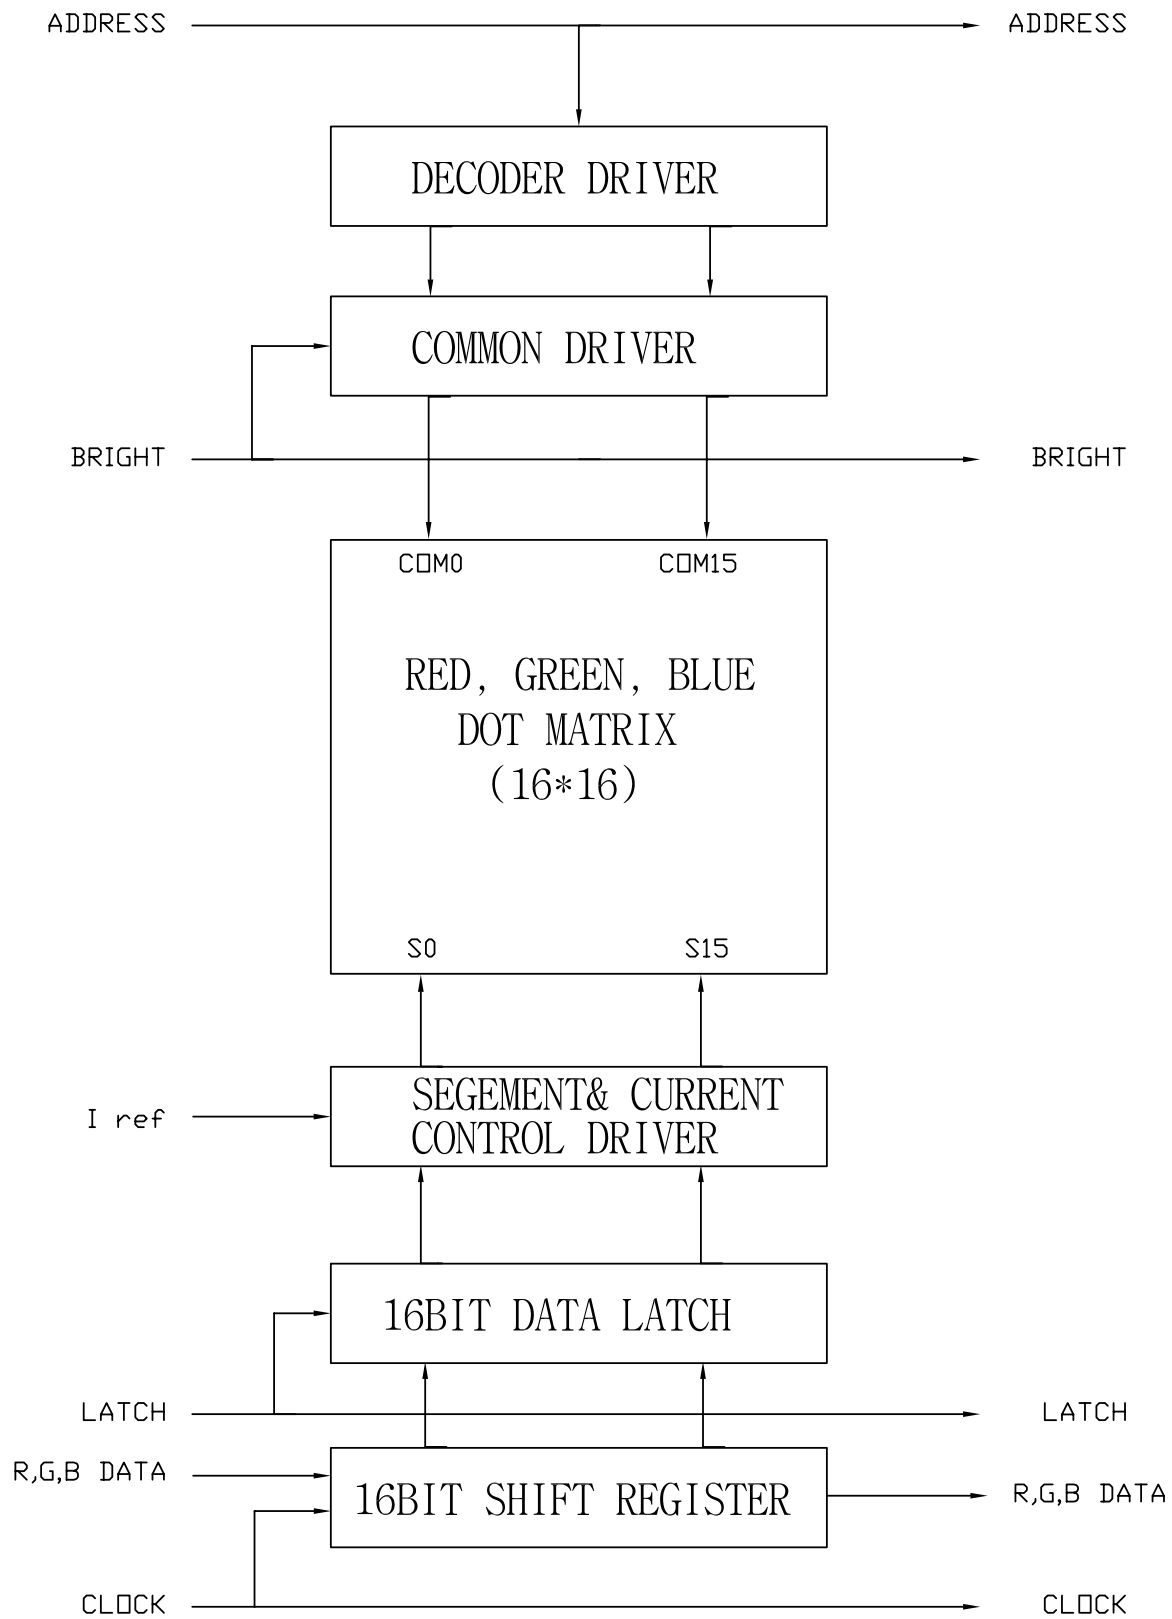 ADDRESS ADDRESS
DECODER DRIVER
COMMON DRIVER
BRIGHT BRIGHT
COM0 COM15
RED, GREEN, BLUE
DOT MATRIX
(16*16)
S0 S15
SEGEMENT& CURRENT
I ref
CONTROL DRIVER
16BIT DATA LATCH
LATCH LATCH
R,G,B DATA
16BIT SHIFT REGISTER
R,G,B DATA
CLOCK CLOCK